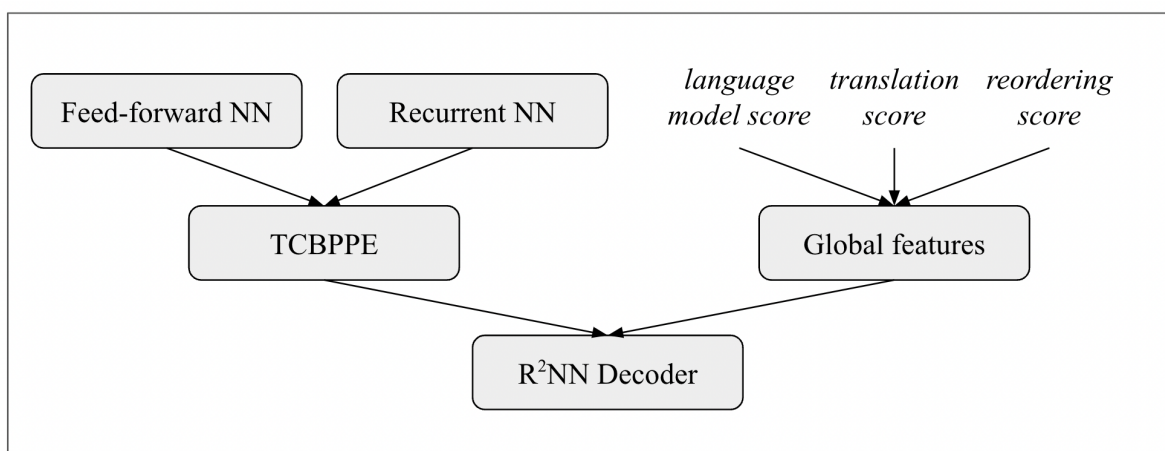 Feed-forward NN
Recurrent NN
language
model score
translation
score
reordering
score
TCBPPE
Global features
R²NN Decoder